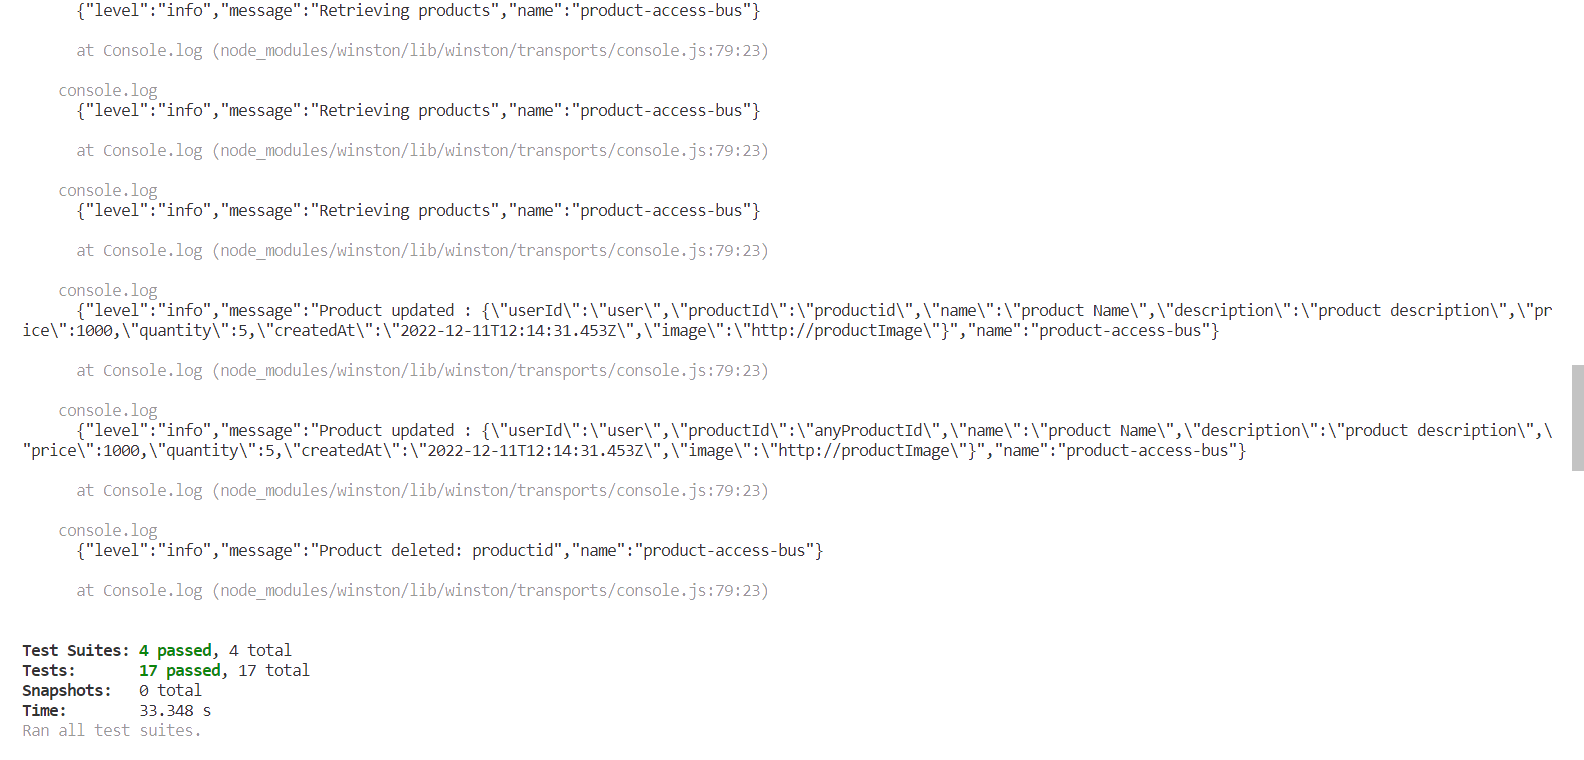 {"level":"info","message":"Retrieving products","name":"product-access-bus"}
at Console.log (node_modules/winston/lib/winston/transports/console.js:79:23)
console.log
{"level":"info","message":"Retrieving products","name":"product-access-bus"}
at Console.log (node_modules/winston/lib/winston/transports/console.js:79:23)
console.log
{"level":"info","message":"Retrieving products","name":"product-access-bus"}
at Console.log (node_modules/winston/lib/winston/transports/console.js:79:23)
console.log
{"level":"info","message":"Product updated : {\"userId\":\"user\",\"productId\":\"productid\",\"name\":\"product Name\",\"description\":\"product description\",\"pr
ice\":1000,\"quantity\":5,\"createdAt\":\"2022-12-11T12:14:31.453Z\",\"image\":\"http://productImage\"}","name":"product-access-bus"}
at Console.log (node_modules/winston/lib/winston/transports/console.js:79:23)
console.log
{"level":"info","message":"Product updated : {\"userId\":\"user\",\"productId\":\"anyProductId\",\"name\":\"product Name\",\"description\":\"product description\",\
"price\":1000,\"quantity\":5,\"createdAt\":\"2022-12-11T12:14:31.453Z\",\"image\":\"http://productImage\"}","name":"product-access-bus"}
at Console.log (node_modules/winston/lib/winston/transports/console.js:79:23)
console.log
{"level":"info","message":"Product deleted: productid","name":"product-access-bus"}
at Console.log (node_modules/winston/lib/winston/transports/console.js:79:23)
Test Suites: 4 passed, 4 total
Tests: 17 passed, 17 total
Snapshots: 0 total
Time: 33.348 s
Ran all test suites.